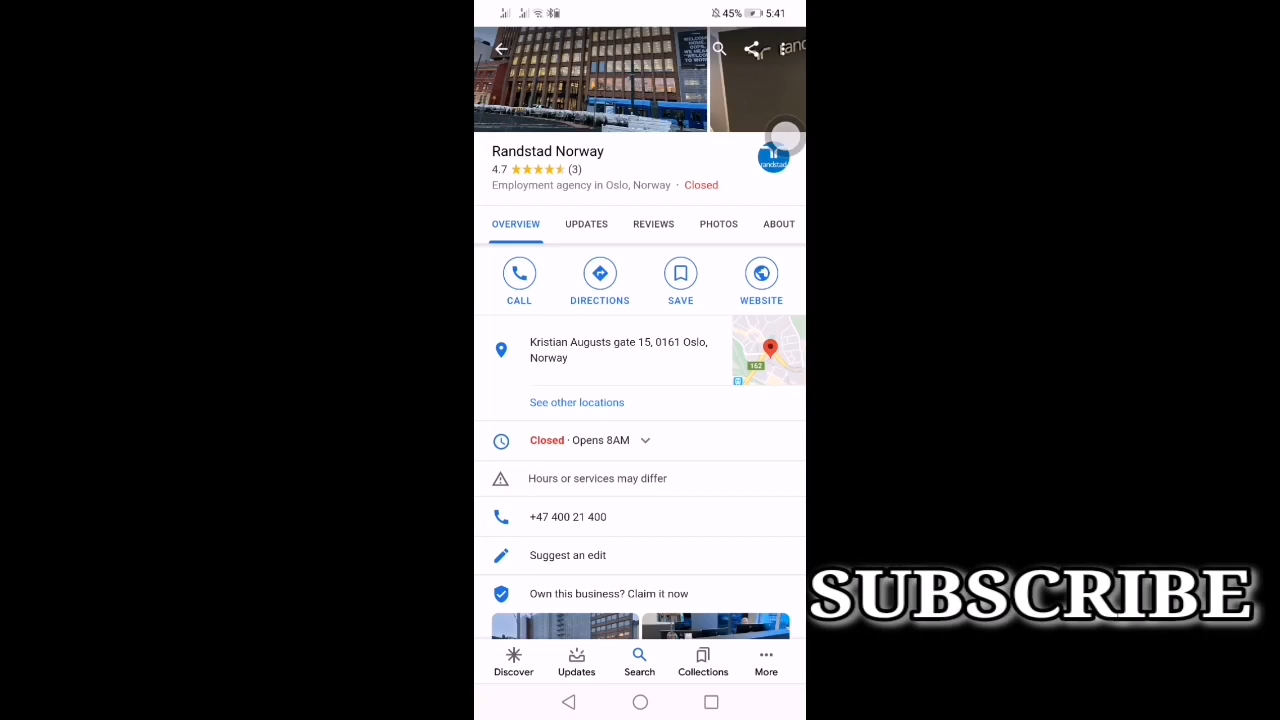 45% 5:41
Randstad Norway
4.7 (3)
Employment agency in Oslo, Norway · Closed
randstad
OVERVIEW UPDATES REVIEWS PHOTOS ABOUT
CALL DIRECTIONS SAVE WEBSITE
Kristian Augusts gate 15, 0161 Oslo,
Norway
162
See other locations
Closed · Opens 8AM
Hours or services may differ
+47 400 21 400
Suggest an edit
Own this business? Claim it now
SUBSCRIBE
Discover Updates Search Collections More